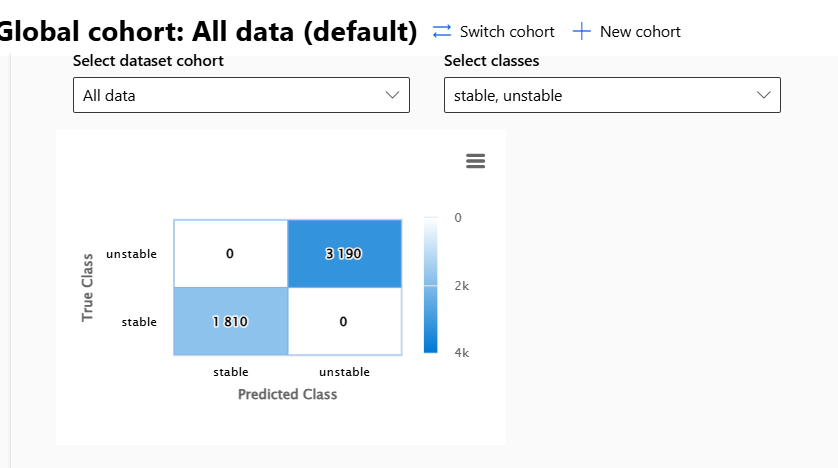 Global cohort: All data (default) Switch cohort New cohort
Select dataset cohort Select classes
All data stable, unstable
0
unstable 0 3 190
2k
stable 1 810 0
4k
stable unstable
Predicted Class
True Class